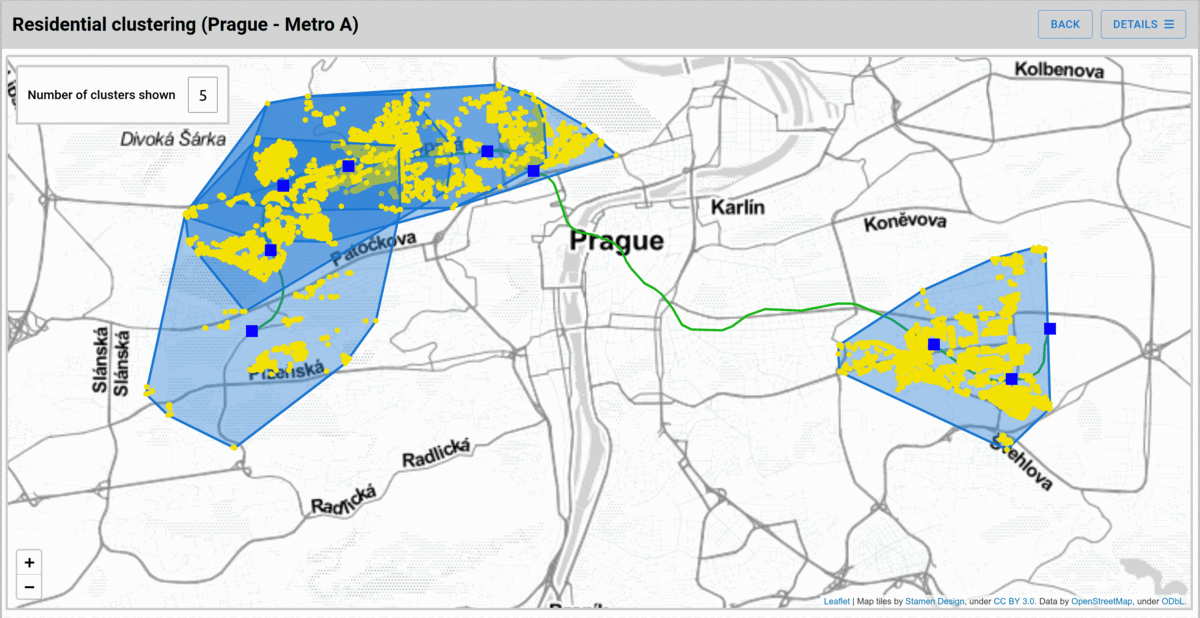 Residential clustering (Prague - Metro A)
BACK
DETAILS
Number of clusters shown
5
Kolbenova
Divoká Šárka
Karlín
Koněvova
Prague
Patočkova
Slánská
Slánská
Plzeňská
Radlická
Radlická
+
−
Leaflet | Map tiles by Stamen Design, under CC BY 3.0. Data by OpenStreetMap, under ODbL.